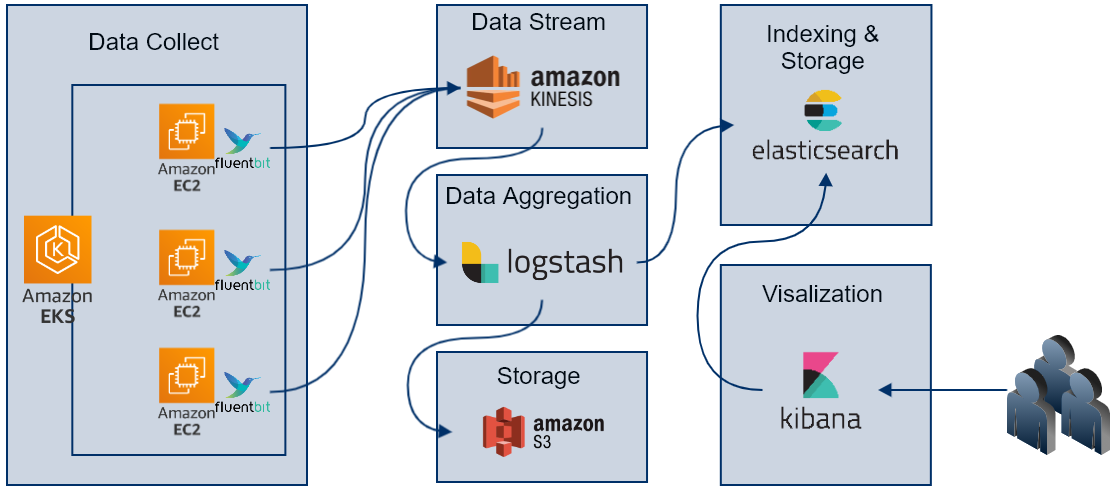 Data Collect
Amazon
EC2
fluentbit
Amazon
EC2
fluentbit
Amazon
EC2
fluentbit
Amazon
EKS
Data Stream
amazon
KINESIS
Data Aggregation
logstash
Storage
amazon
S3
Indexing &
Storage
elasticsearch
Visalization
kibana